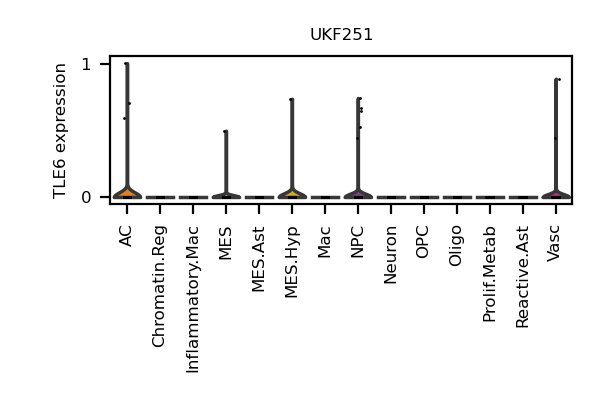 UKF251
TLE6 expression
1
0
AC
Chromatin.Reg
Inflammatory.Mac
MES
MES.Ast
MES.Hyp
Mac
NPC
Neuron
OPC
Oligo
Prolif.Metab
Reactive.Ast
Vasc